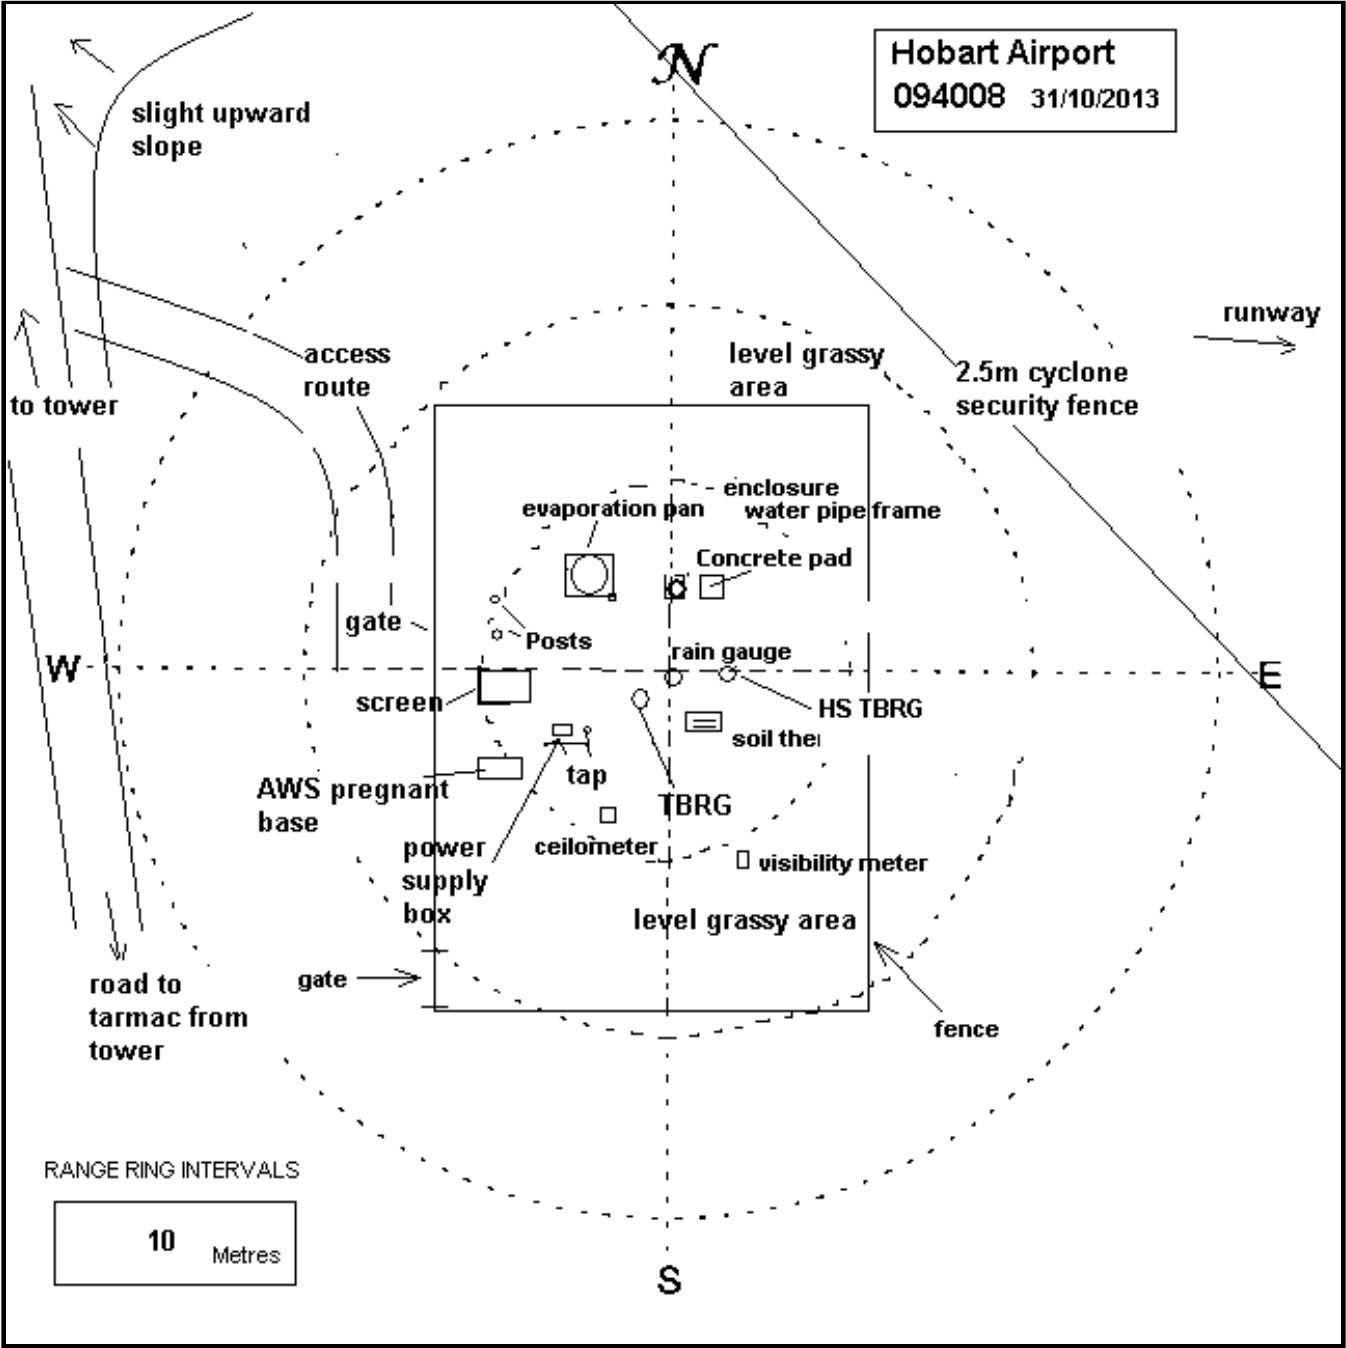 N
Hobart Airport
094008 31/10/2013
slight upward
slope
runway
access
route
level grassy
area
2.5m cyclone
security fence
to tower
enclosure
evaporation pan
water pipe frame
Concrete pad
gate
Posts
rain gauge
W
E
screen
HS TBRG
soil ther
tap
AWS pregnant
base
TBRG
power
supply
box
ceilometer
visibility meter
level grassy area
gate
road to
tarmac from
tower
fence
RANGE RING INTERVALS
10 Metres
S